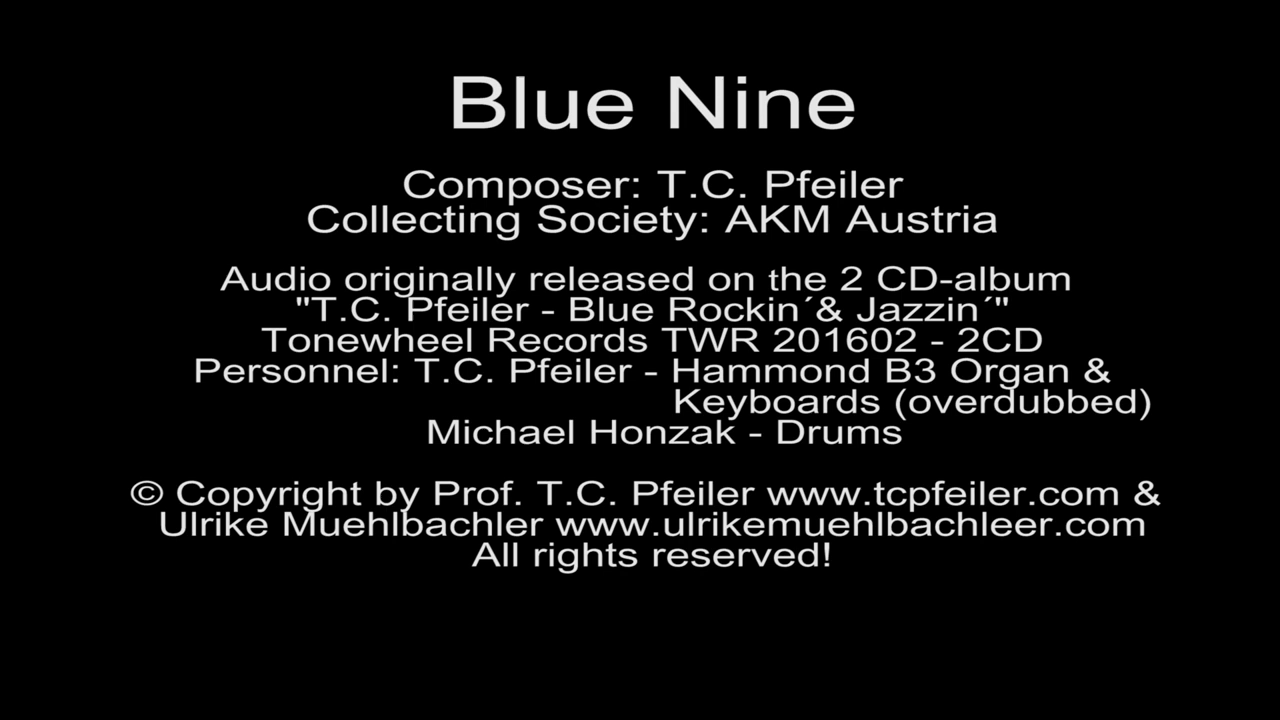 Blue Nine
Composer: T.C. Pfeiler
Collecting Society: AKM Austria
Audio originally released on the 2 CD-album
"T.C. Pfeiler - Blue Rockin´& Jazzin´"
Tonewheel Records TWR 201602 - 2CD
Personnel: T.C. Pfeiler - Hammond B3 Organ &
Keyboards (overdubbed)
Michael Honzak - Drums
© Copyright by Prof. T.C. Pfeiler www.tcpfeiler.com &
Ulrike Muehlbachler www.ulrikemuehlbachleer.com
All rights reserved!